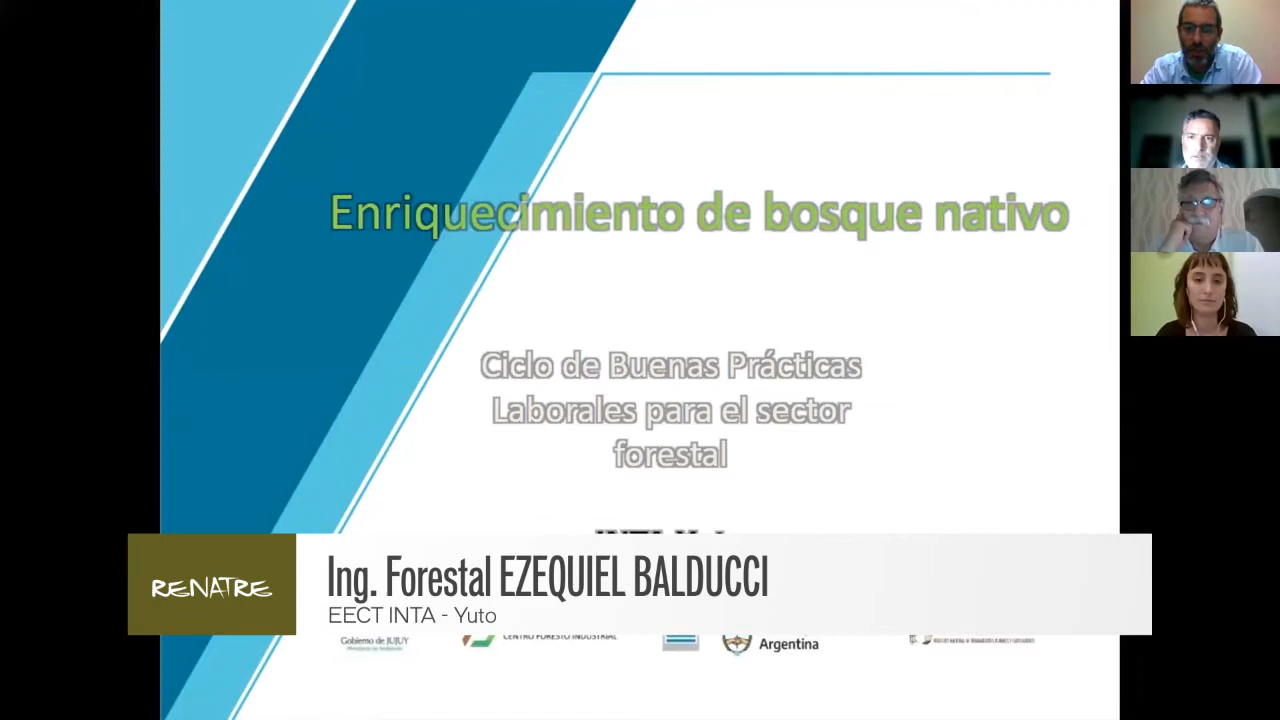 Enriquecimiento de bosque nativo
Ciclo de Buenas Prácticas
Laborales para el sector
forestal
RENATRE
Ing. Forestal EZEQUIEL BALDUCCI
EECT INTA - Yuto
Gobierno de JUJUY
CENTRO FORESTO INDUSTRIAL
Argentina